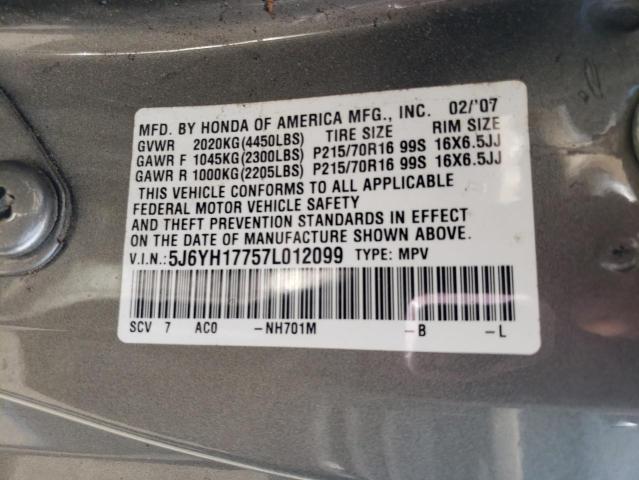 MFD. BY HONDA OF AMERICA MFG., INC. 02/'07
GVWR 2020KG(4450LBS) TIRE SIZE RIM SIZE
GAWR F 1045KG(2300LBS) P215/70R16 99S 16X6.5JJ
GAWR R 1000KG(2205LBS) P215/70R16 99S 16X6.5JJ
THIS VEHICLE CONFORMS TO ALL APPLICABLE
FEDERAL MOTOR VEHICLE SAFETY
AND THEFT PREVENTION STANDARDS IN EFFECT
ON THE DATE OF MANUFACTURE SHOWN ABOVE.
V.I.N.:5J6YH17757L012099 TYPE: MPV
SCV 7 AC0 -NH701M -B -L